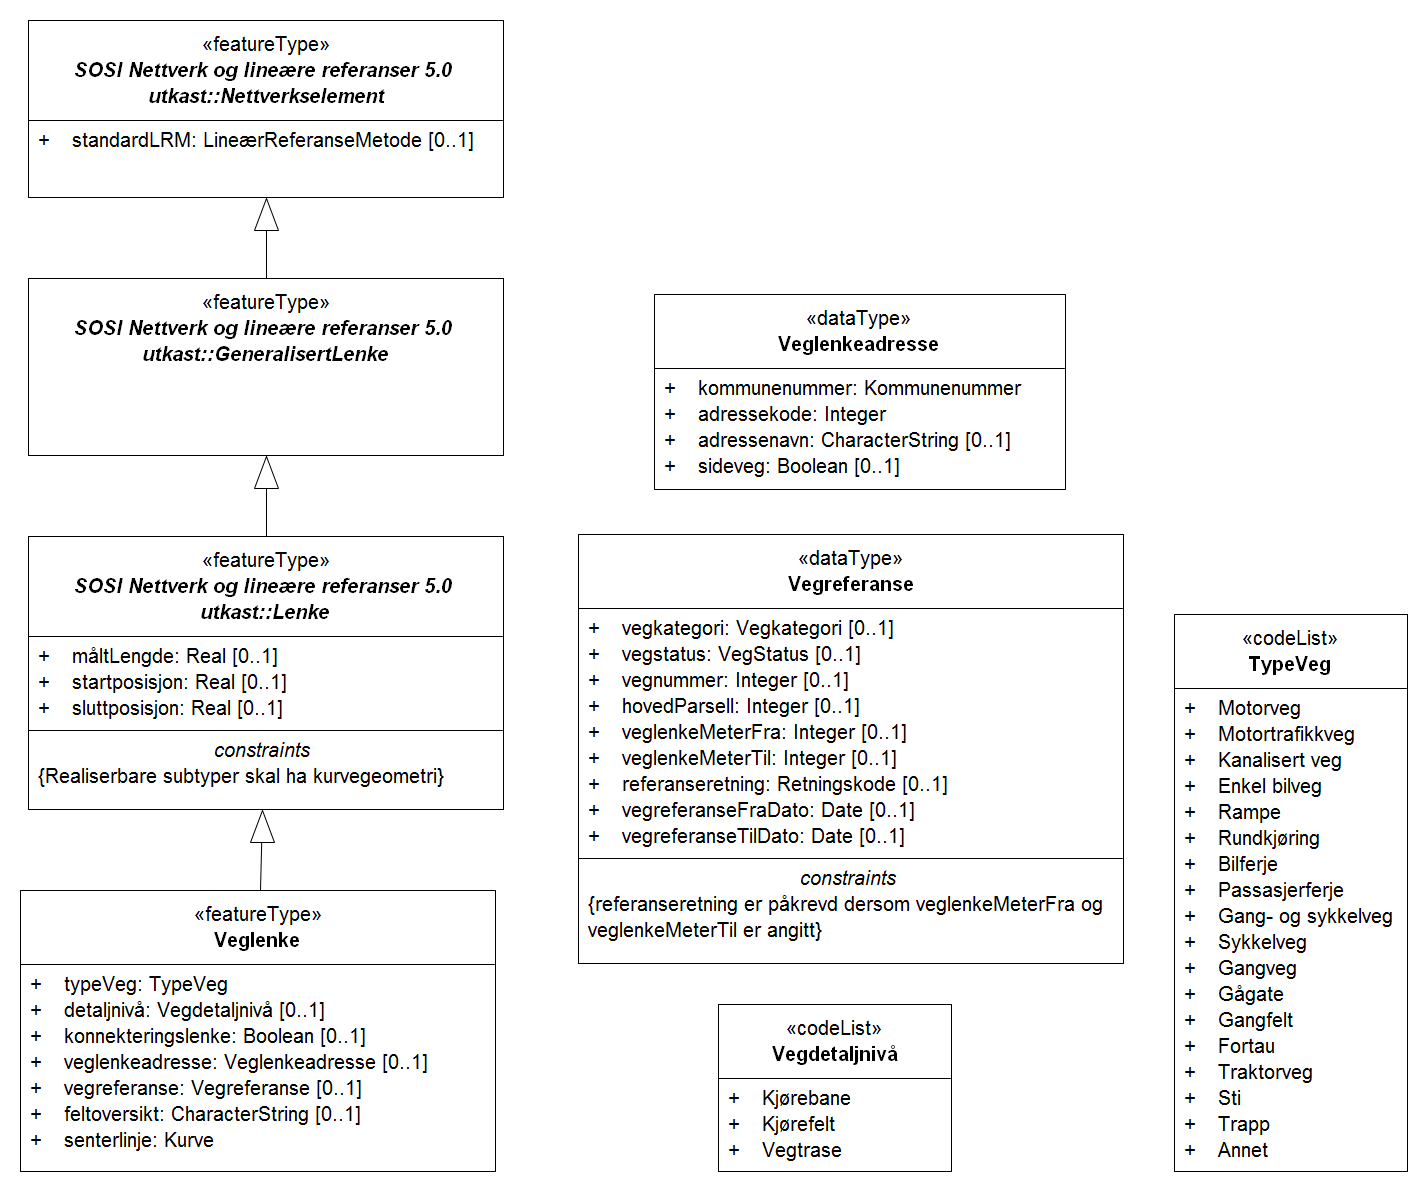 «featureType»
SOSI Nettverk og lineære referanser 5.0
utkast::Nettverkselement
+ standardLRM: LineærReferanseMetode [0..1]
«featureType»
SOSI Nettverk og lineære referanser 5.0
utkast::GeneralisertLenke
«featureType»
SOSI Nettverk og lineære referanser 5.0
utkast::Lenke
+ måltLengde: Real [0..1]
+ startposisjon: Real [0..1]
+ sluttposisjon: Real [0..1]
constraints
{Realiserbare subtyper skal ha kurvegeometri}
«featureType»
Veglenke
+ typeVeg: TypeVeg
+ detaljnivå: Vegdetaljnivå [0..1]
+ konnekteringslenke: Boolean [0..1]
+ veglenkeadresse: Veglenkeadresse [0..1]
+ vegreferanse: Vegreferanse [0..1]
+ feltoversikt: CharacterString [0..1]
+ senterlinje: Kurve
«dataType»
Veglenkeadresse
+ kommunenummer: Kommunenummer
+ adressekode: Integer
+ adressenavn: CharacterString [0..1]
+ sideveg: Boolean [0..1]
«dataType»
Vegreferanse
+ vegkategori: Vegkategori [0..1]
+ vegstatus: VegStatus [0..1]
+ vegnummer: Integer [0..1]
+ hovedParsell: Integer [0..1]
+ veglenkeMeterFra: Integer [0..1]
+ veglenkeMeterTil: Integer [0..1]
+ referanseretning: Retningskode [0..1]
+ vegreferanseFraDato: Date [0..1]
+ vegreferanseTilDato: Date [0..1]
constraints
{referanseretning er påkrevd dersom veglenkeMeterFra og
veglenkeMeterTil er angitt}
«codeList»
Vegdetaljnivå
+ Kjørebane
+ Kjørefelt
+ Vegtrase
«codeList»
TypeVeg
+ Motorveg
+ Motortrafikkveg
+ Kanalisert veg
+ Enkel bilveg
+ Rampe
+ Rundkjøring
+ Bilferje
+ Passasjerferje
+ Gang- og sykkelveg
+ Sykkelveg
+ Gangveg
+ Gågate
+ Gangfelt
+ Fortau
+ Traktorveg
+ Sti
+ Trapp
+ Annet